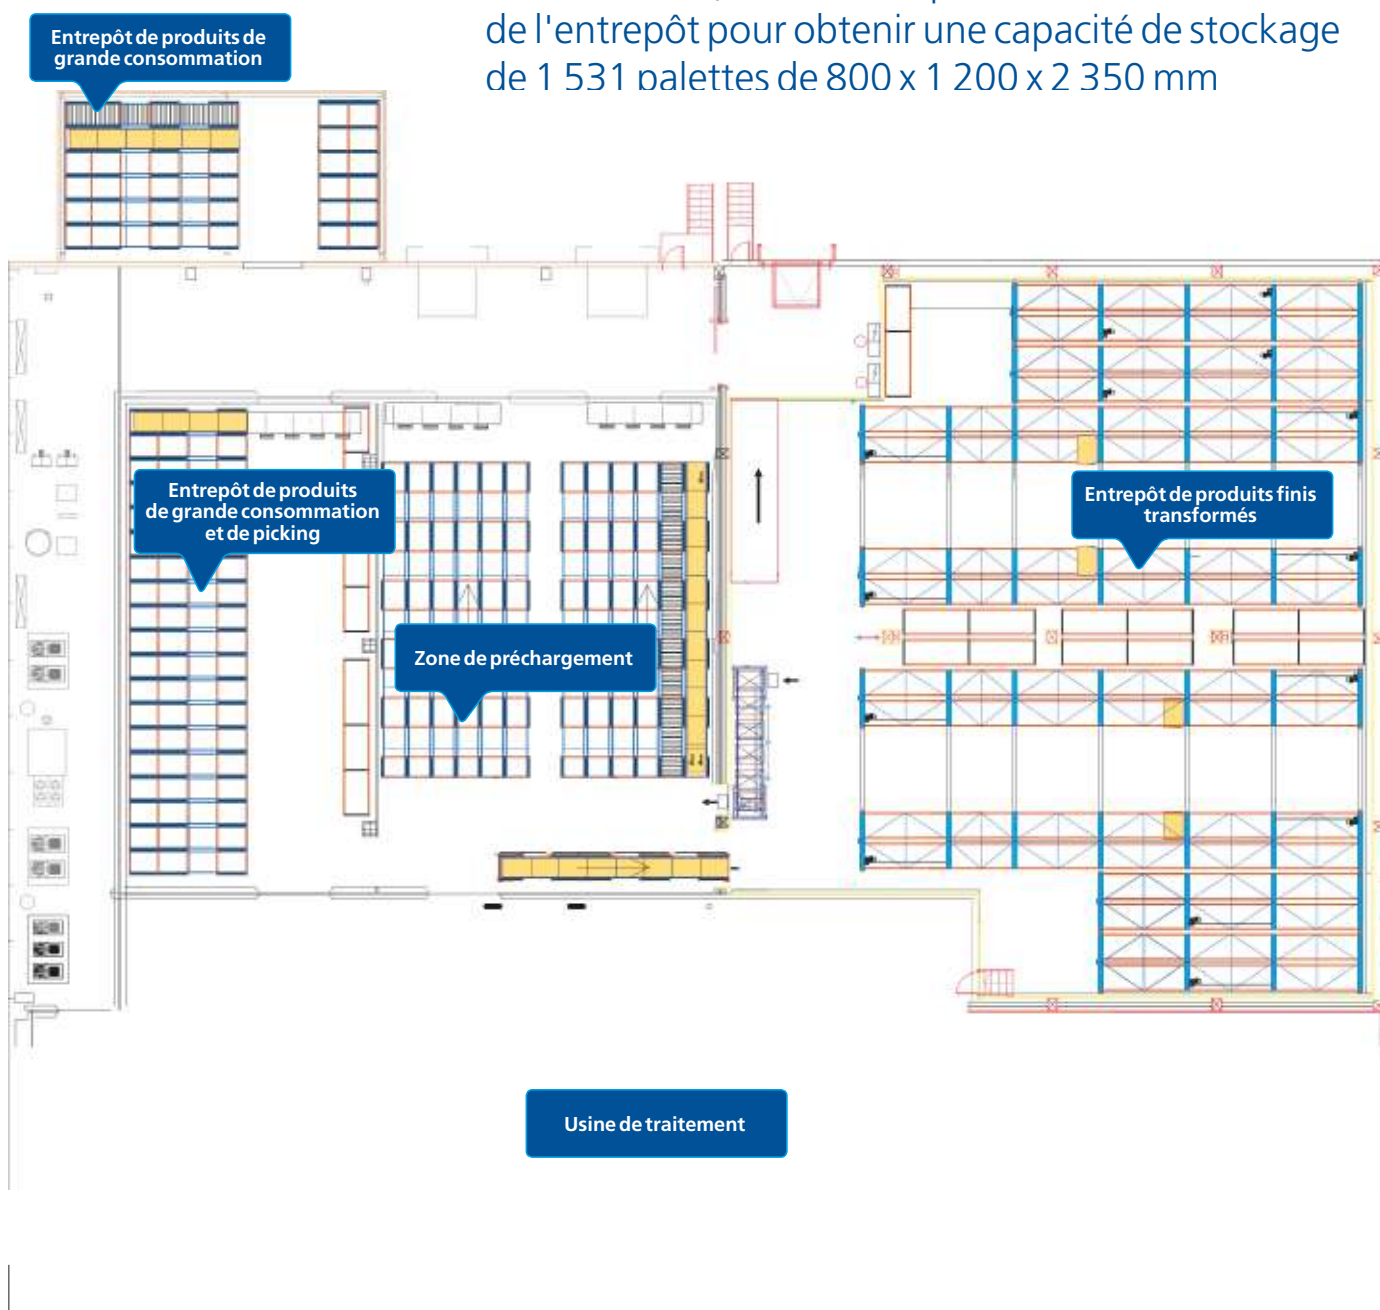 de l'entrepôt pour obtenir une capacité de stockage
de 1 531 palettes de 800 x 1 200 x 2 350 mm
Entrepôt de produits de
grande consommation
Entrepôt de produits
de grande consommation
et de picking
Entrepôt de produits finis
transformés
Zone de préchargement
Usine de traitement